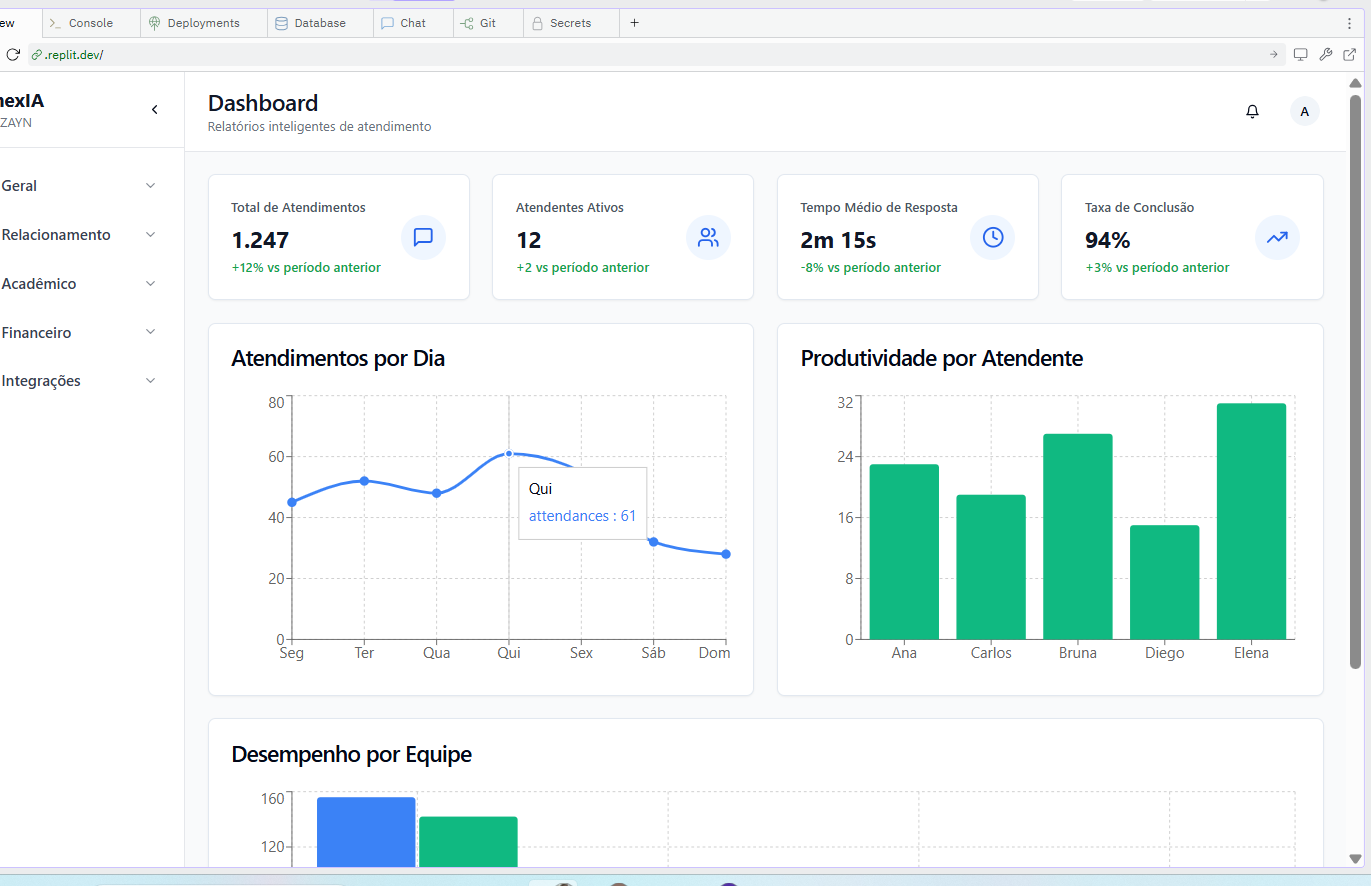 ew
Console
Deployments
Database
Chat
Git
Secrets
+
.replit.dev/
nexIA
ZAYN
Dashboard
Relatórios inteligentes de atendimento
A
Geral
Relacionamento
Acadêmico
Financeiro
Integrações
Total de Atendimentos
1.247
+12% vs período anterior
Atendentes Ativos
12
+2 vs período anterior
Tempo Médio de Resposta
2m 15s
-8% vs período anterior
Taxa de Conclusão
94%
+3% vs período anterior
Atendimentos por Dia
80
60
40
20
0
Qui
attendances : 61
Seg Ter Qua Qui Sex Sáb Dom
Produtividade por Atendente
32
24
16
8
0
Ana Carlos Bruna Diego Elena
Desempenho por Equipe
160
120